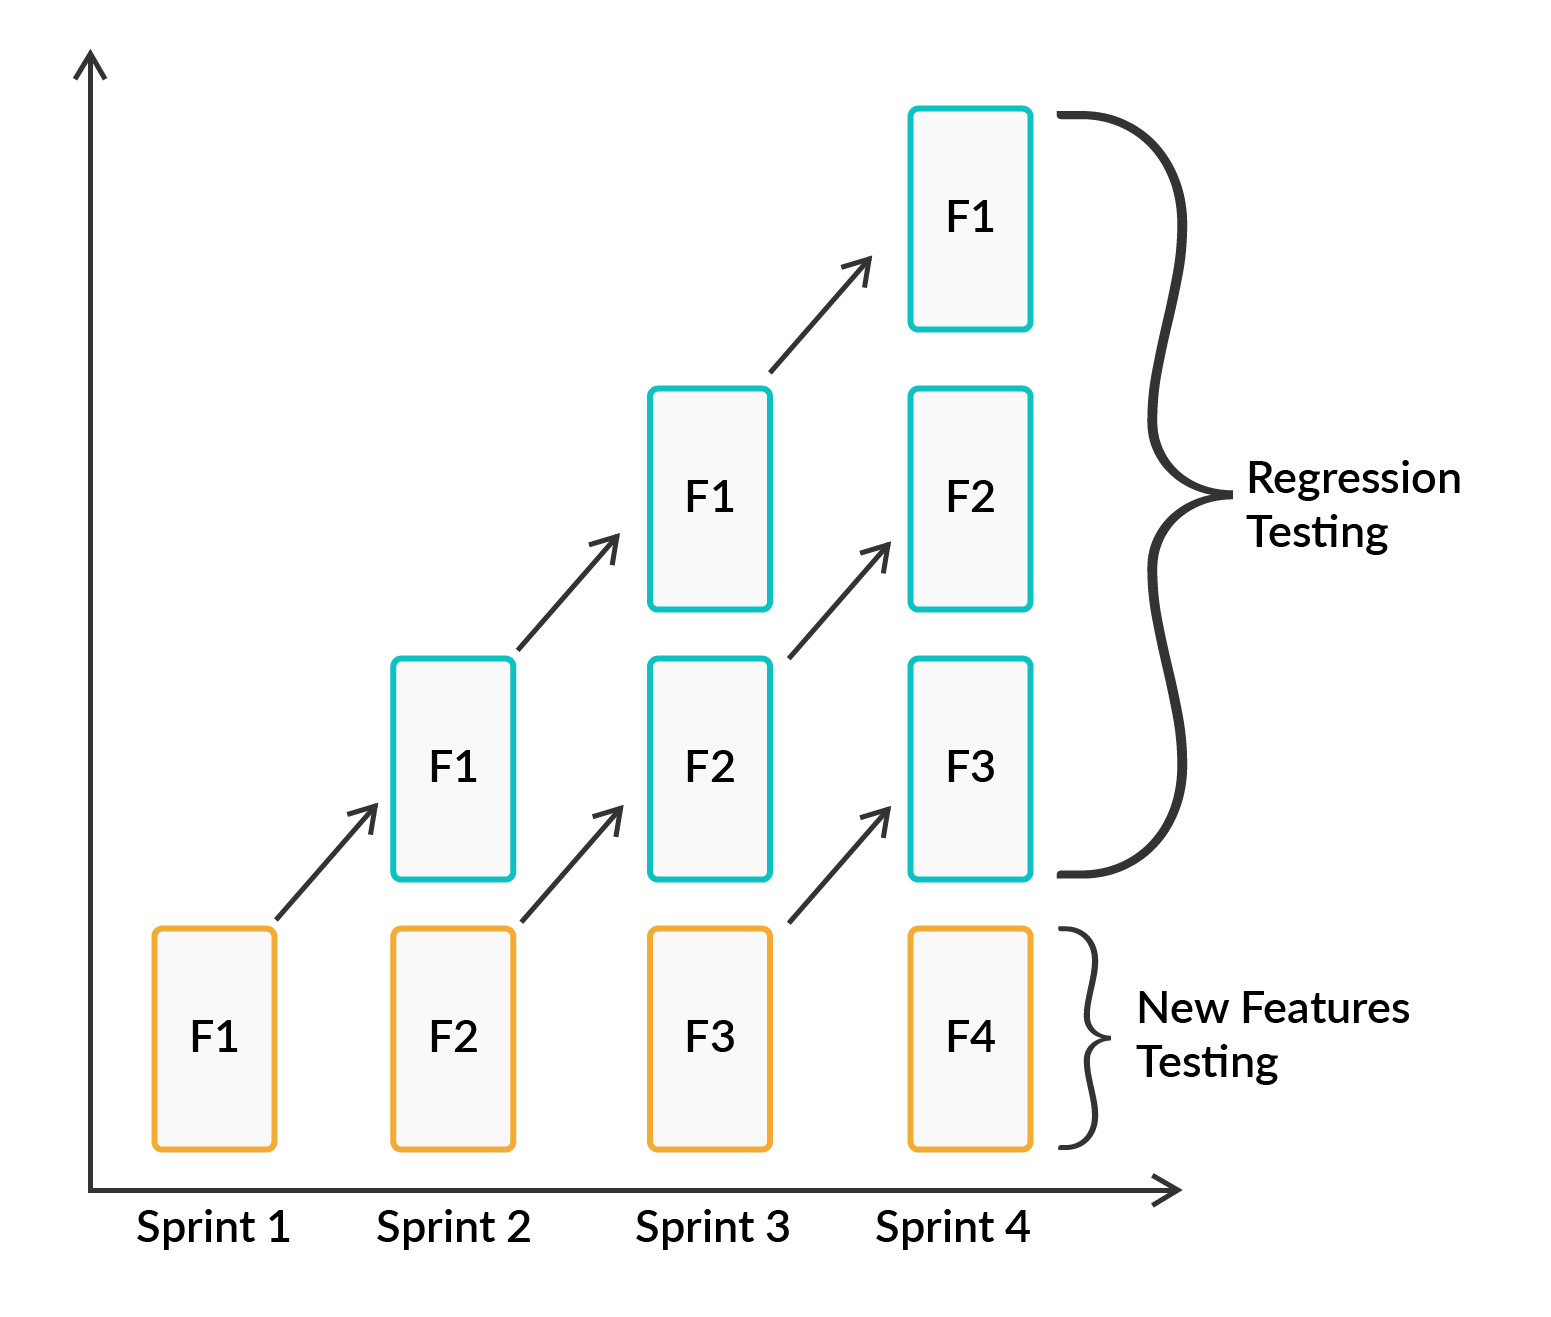 F1
F1
F2
Regression
Testing
F1
F2
F3
F1
F2
F3
F4
New Features
Testing
Sprint 1
Sprint 2
Sprint 3
Sprint 4